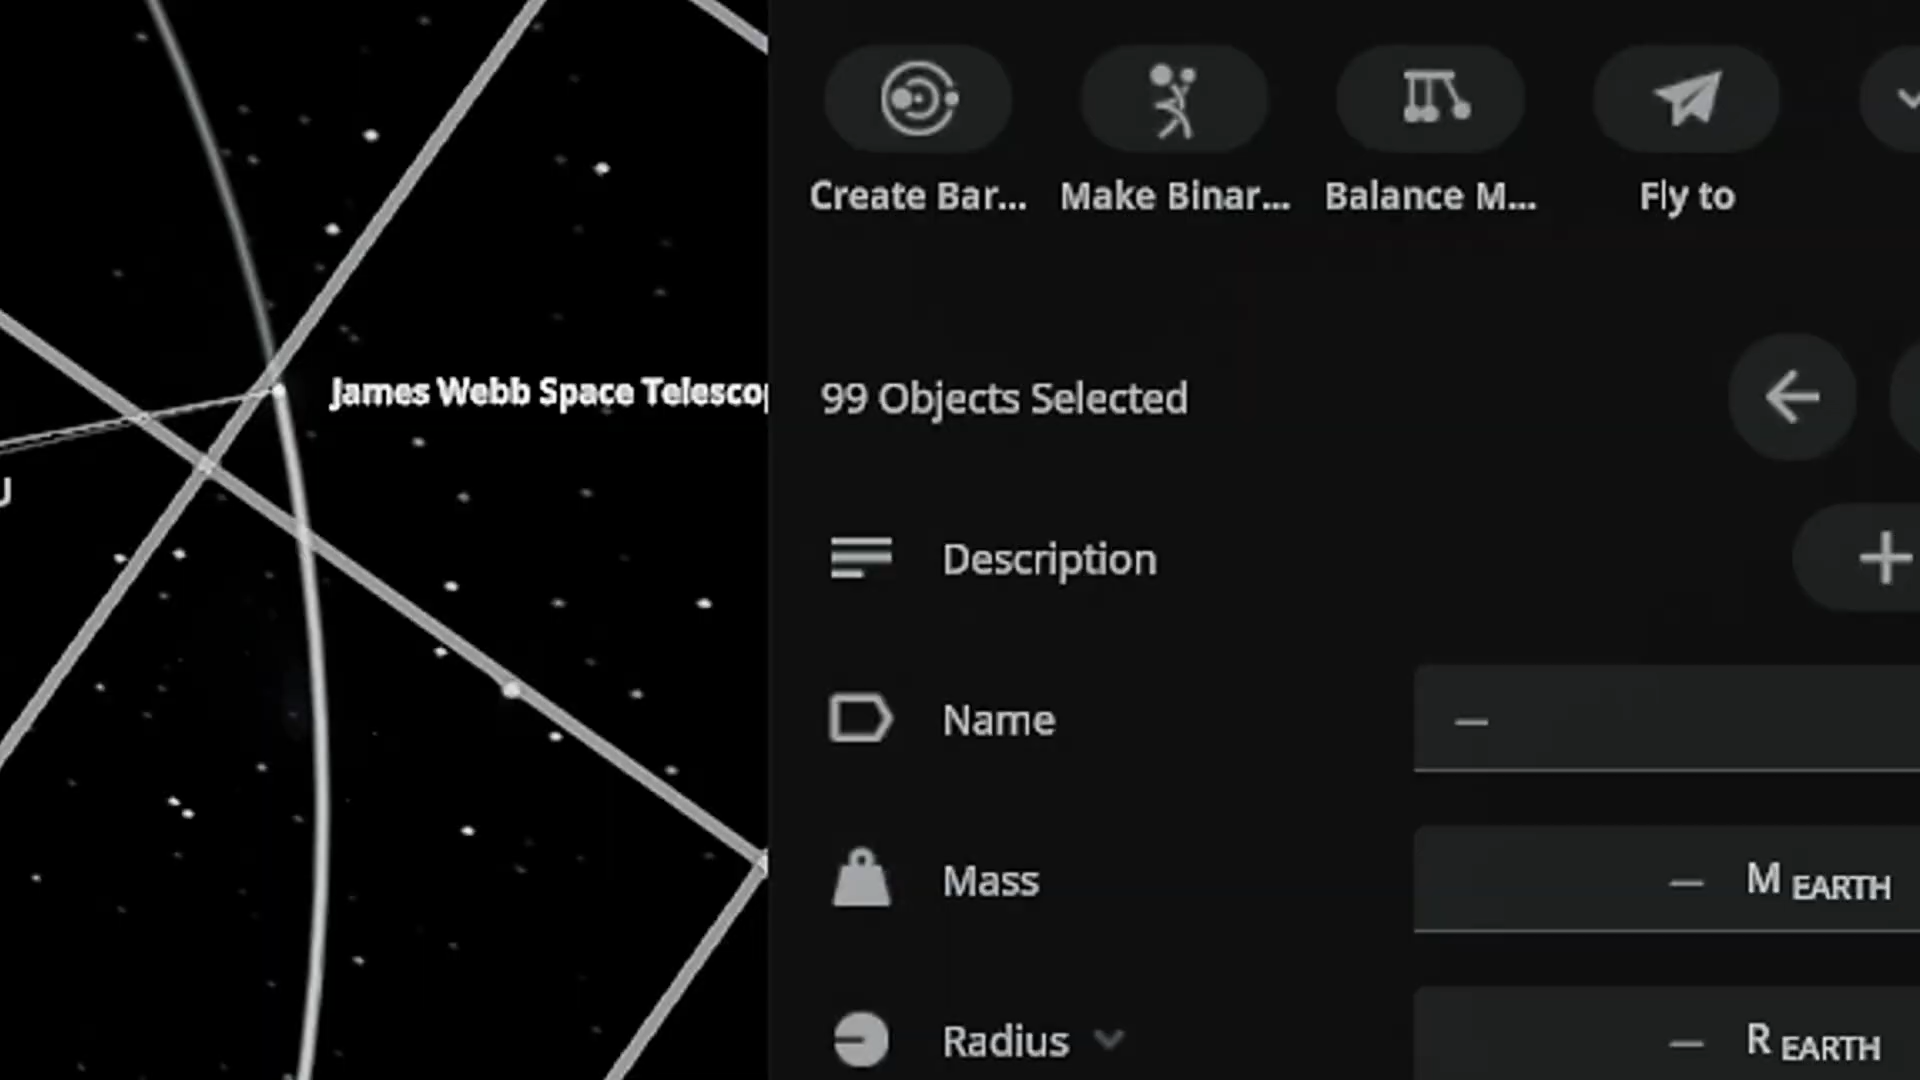 Create Bar...
Make Binar...
Balance M...
Fly to
James Webb Space Telescop
99 Objects Selected
Description
Name
—
Mass
— M EARTH
Radius
— R EARTH